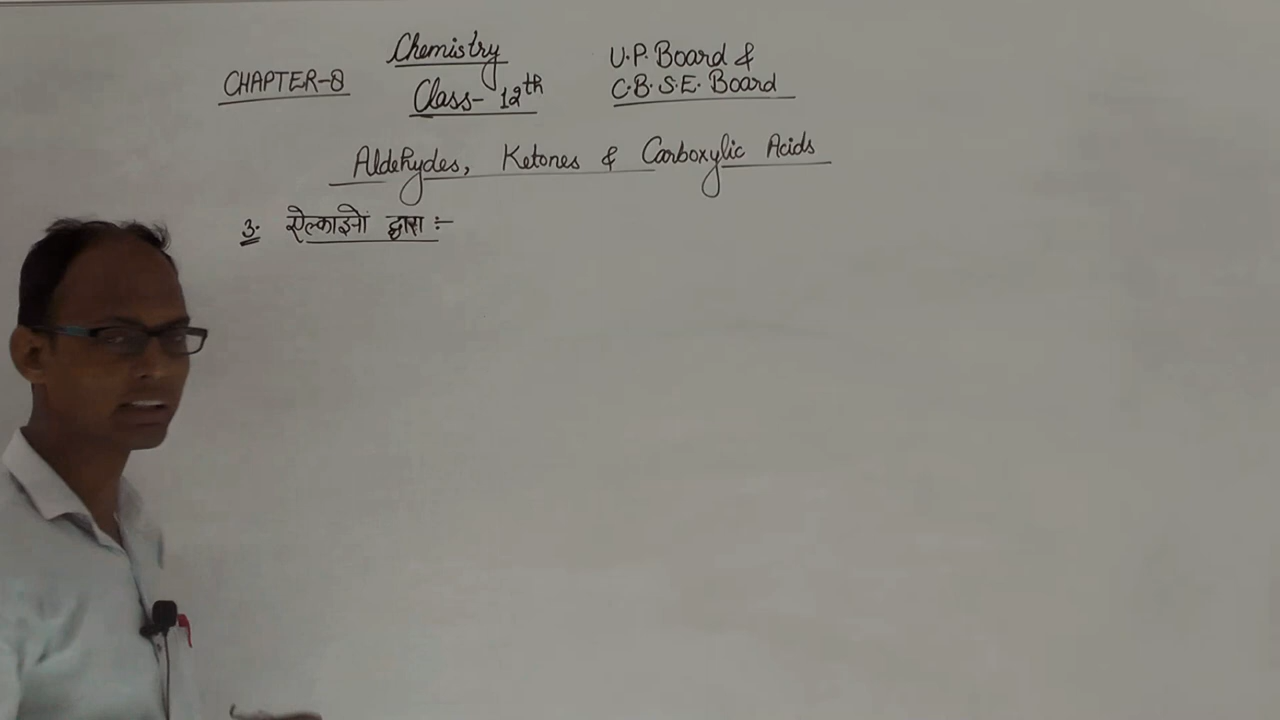 Chemistry
CHAPTER-8
Class- 12th
U.P. Board &
C.B.S.E. Board
Aldehydes, Ketones & Carboxylic Acids
3. ऐल्काइनों द्वारा :-